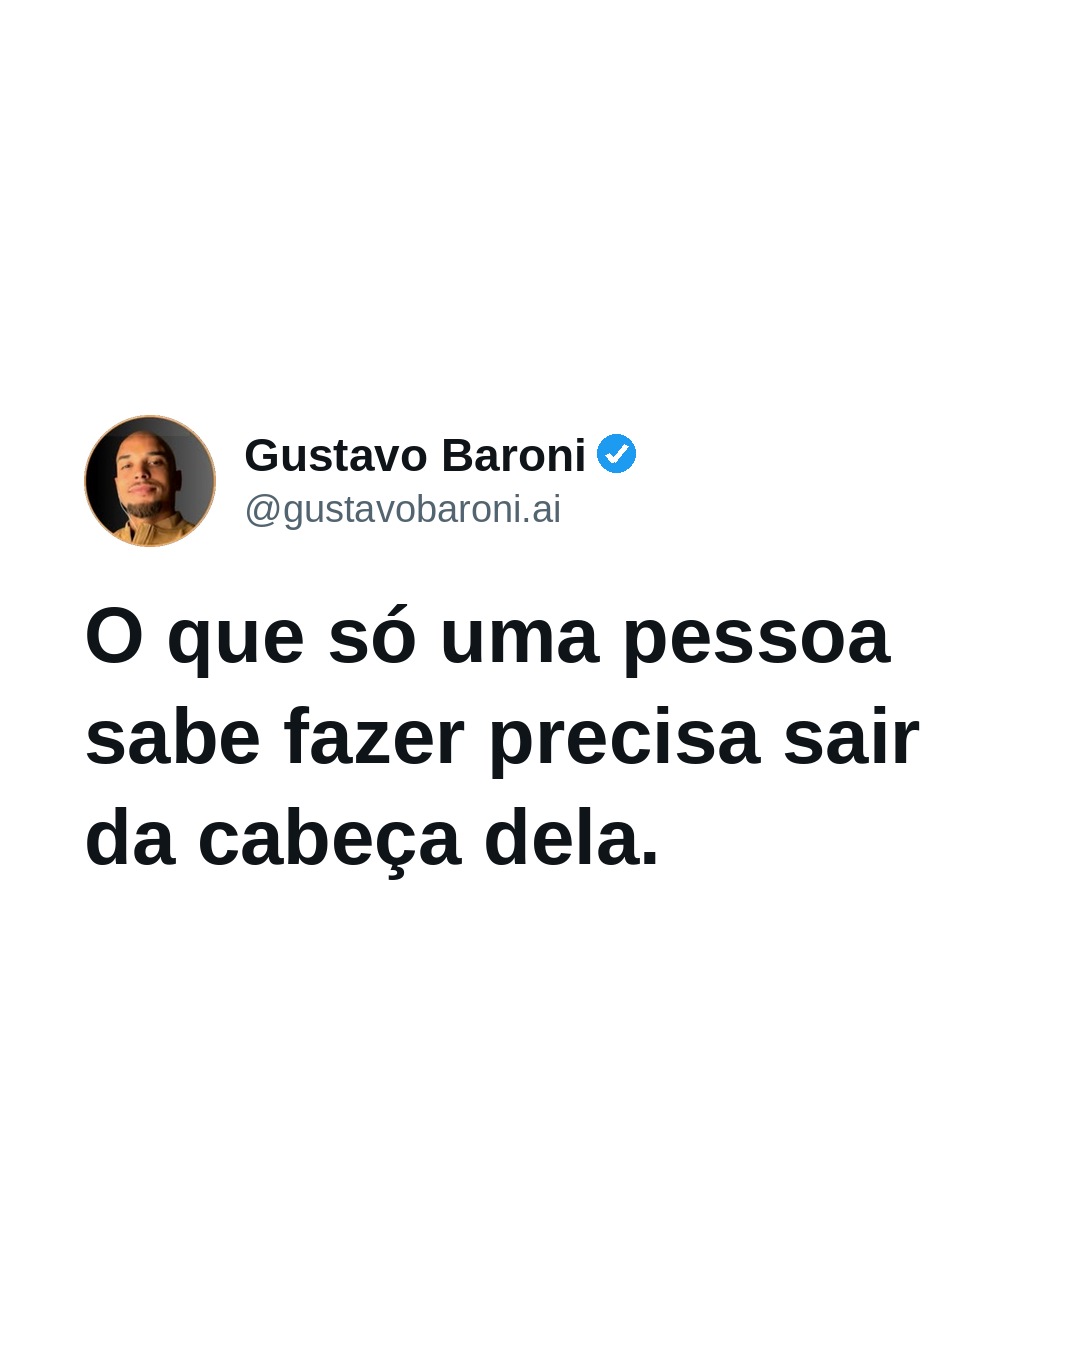 Gustavo Baroni
@gustavobaroni.ai
O que só uma pessoa
sabe fazer precisa sair
da cabeça dela.